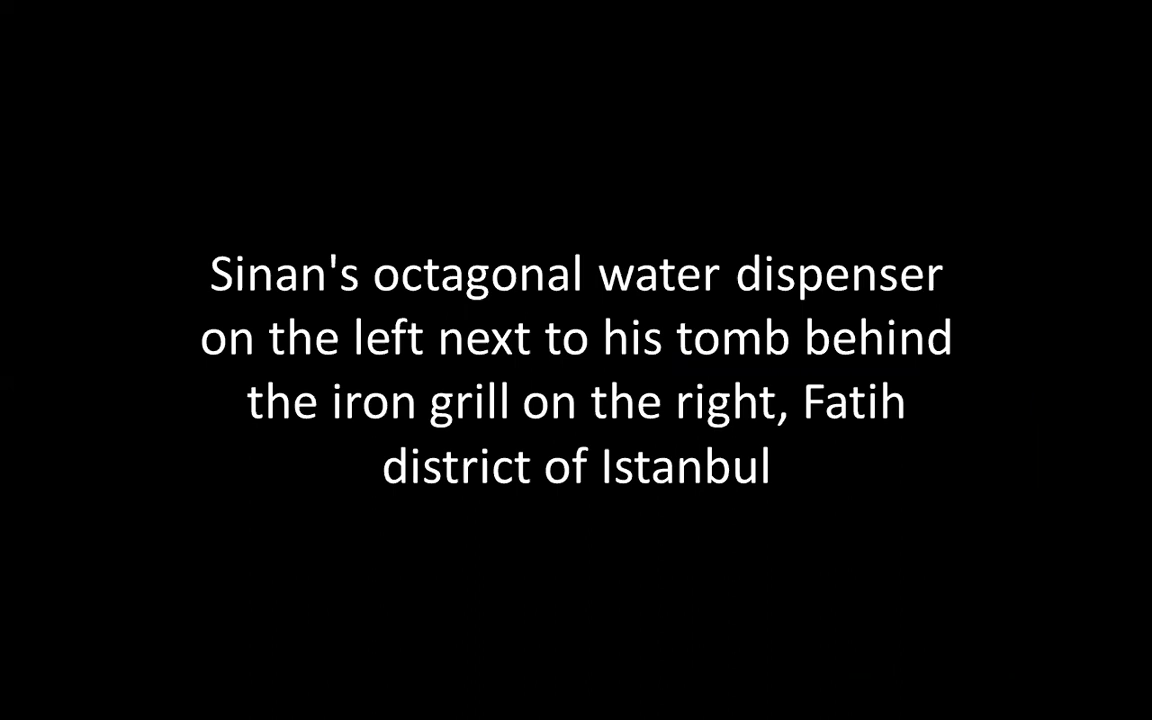 Sinan's octagonal water dispenser
on the left next to his tomb behind
the iron grill on the right, Fatih
district of Istanbul